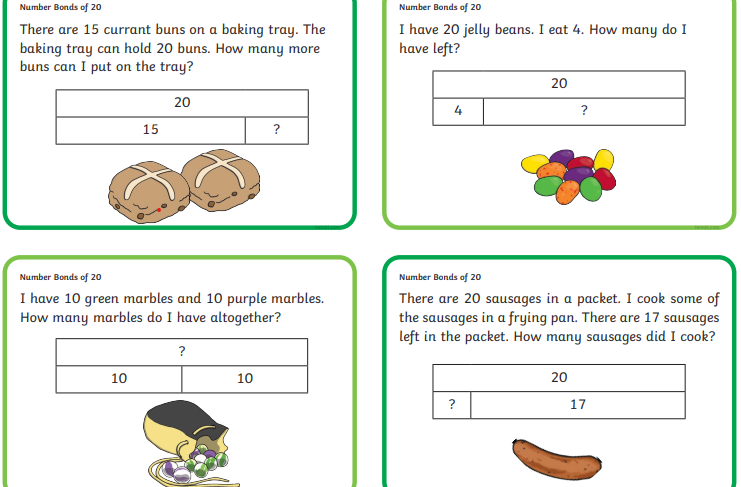 Number Bonds of 20
There are 15 currant buns on a baking tray. The
baking tray can hold 20 buns. How many more
buns can I put on the tray?
20
15 ?
Number Bonds of 20
I have 20 jelly beans. I eat 4. How many do I
have left?
20
4 ?
Number Bonds of 20
I have 10 green marbles and 10 purple marbles.
How many marbles do I have altogether?
?
10 10
Number Bonds of 20
There are 20 sausages in a packet. I cook some of
the sausages in a frying pan. There are 17 sausages
left in the packet. How many sausages did I cook?
20
? 17